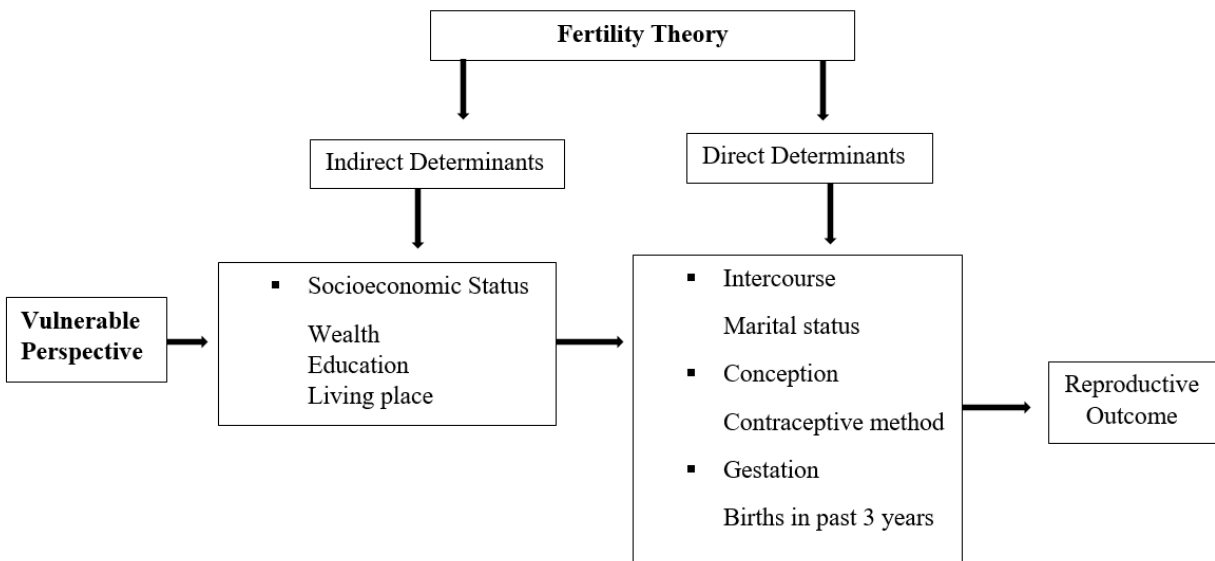 Fertility Theory
Indirect Determinants
Direct Determinants
Vulnerable
Perspective
▪ Socioeconomic Status
Wealth
Education
Living place
▪ Intercourse
Marital status
▪ Conception
Contraceptive method
▪ Gestation
Births in past 3 years
Reproductive
Outcome